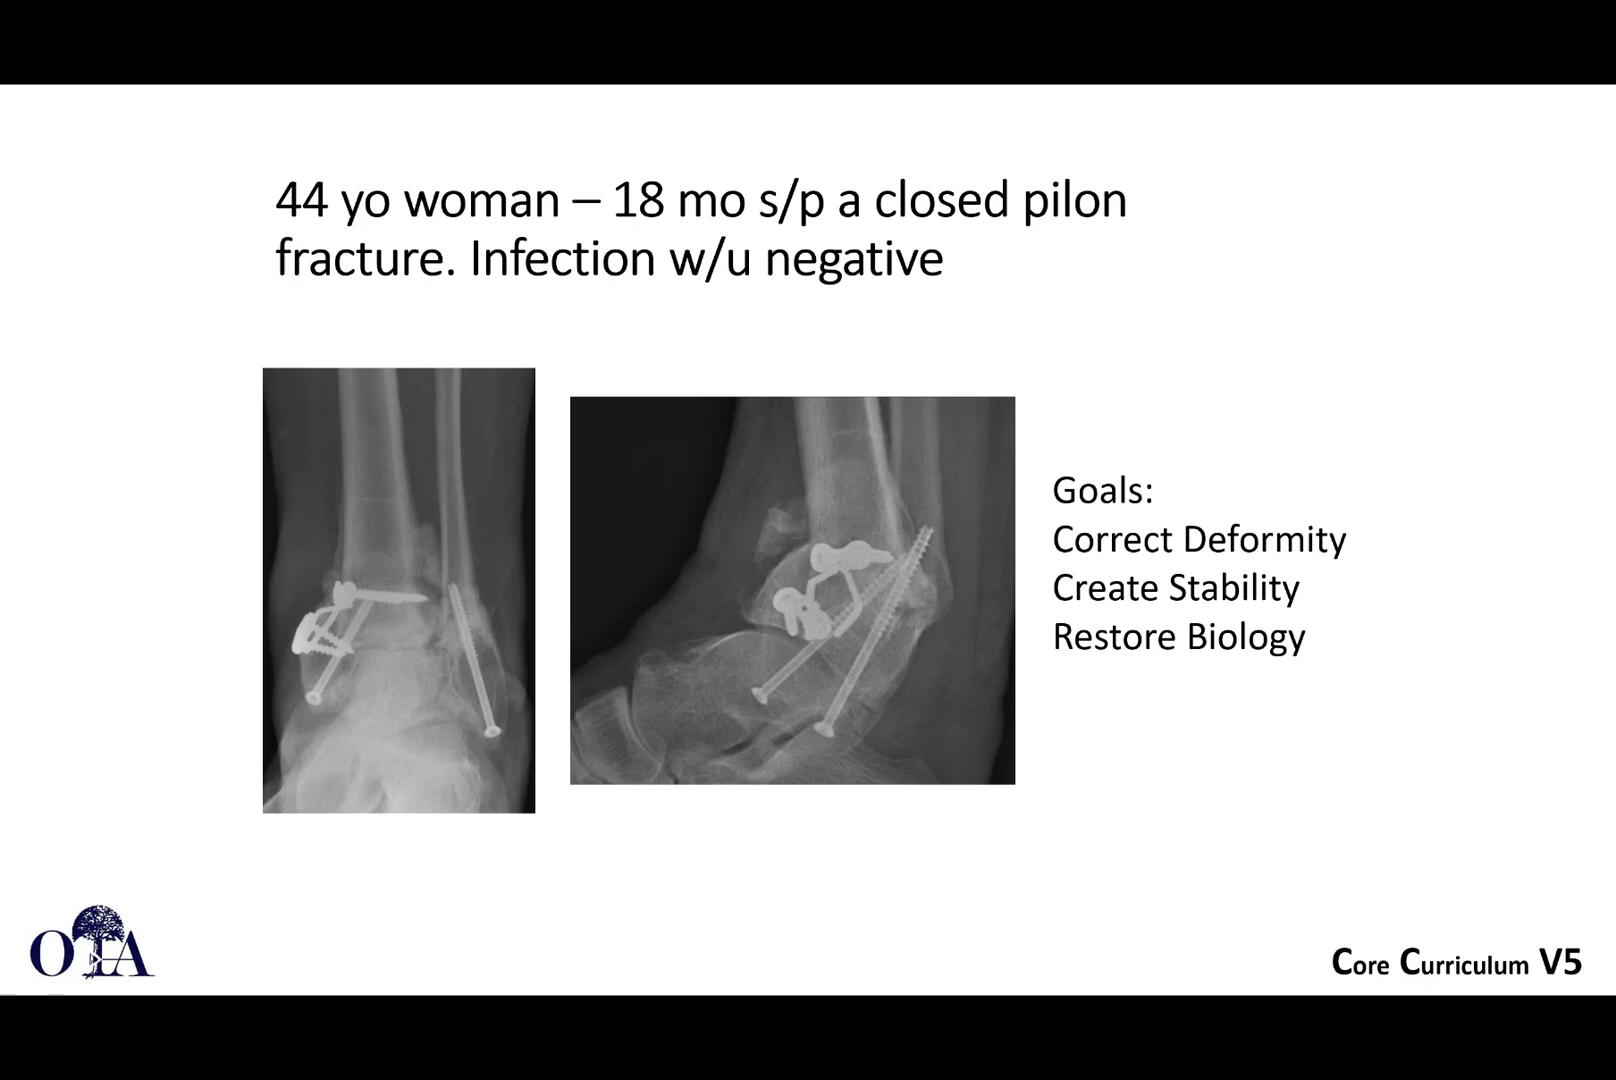 44 yo woman – 18 mo s/p a closed pilon
fracture. Infection w/u negative
Goals:
Correct Deformity
Create Stability
Restore Biology
OTA
Core Curriculum V5